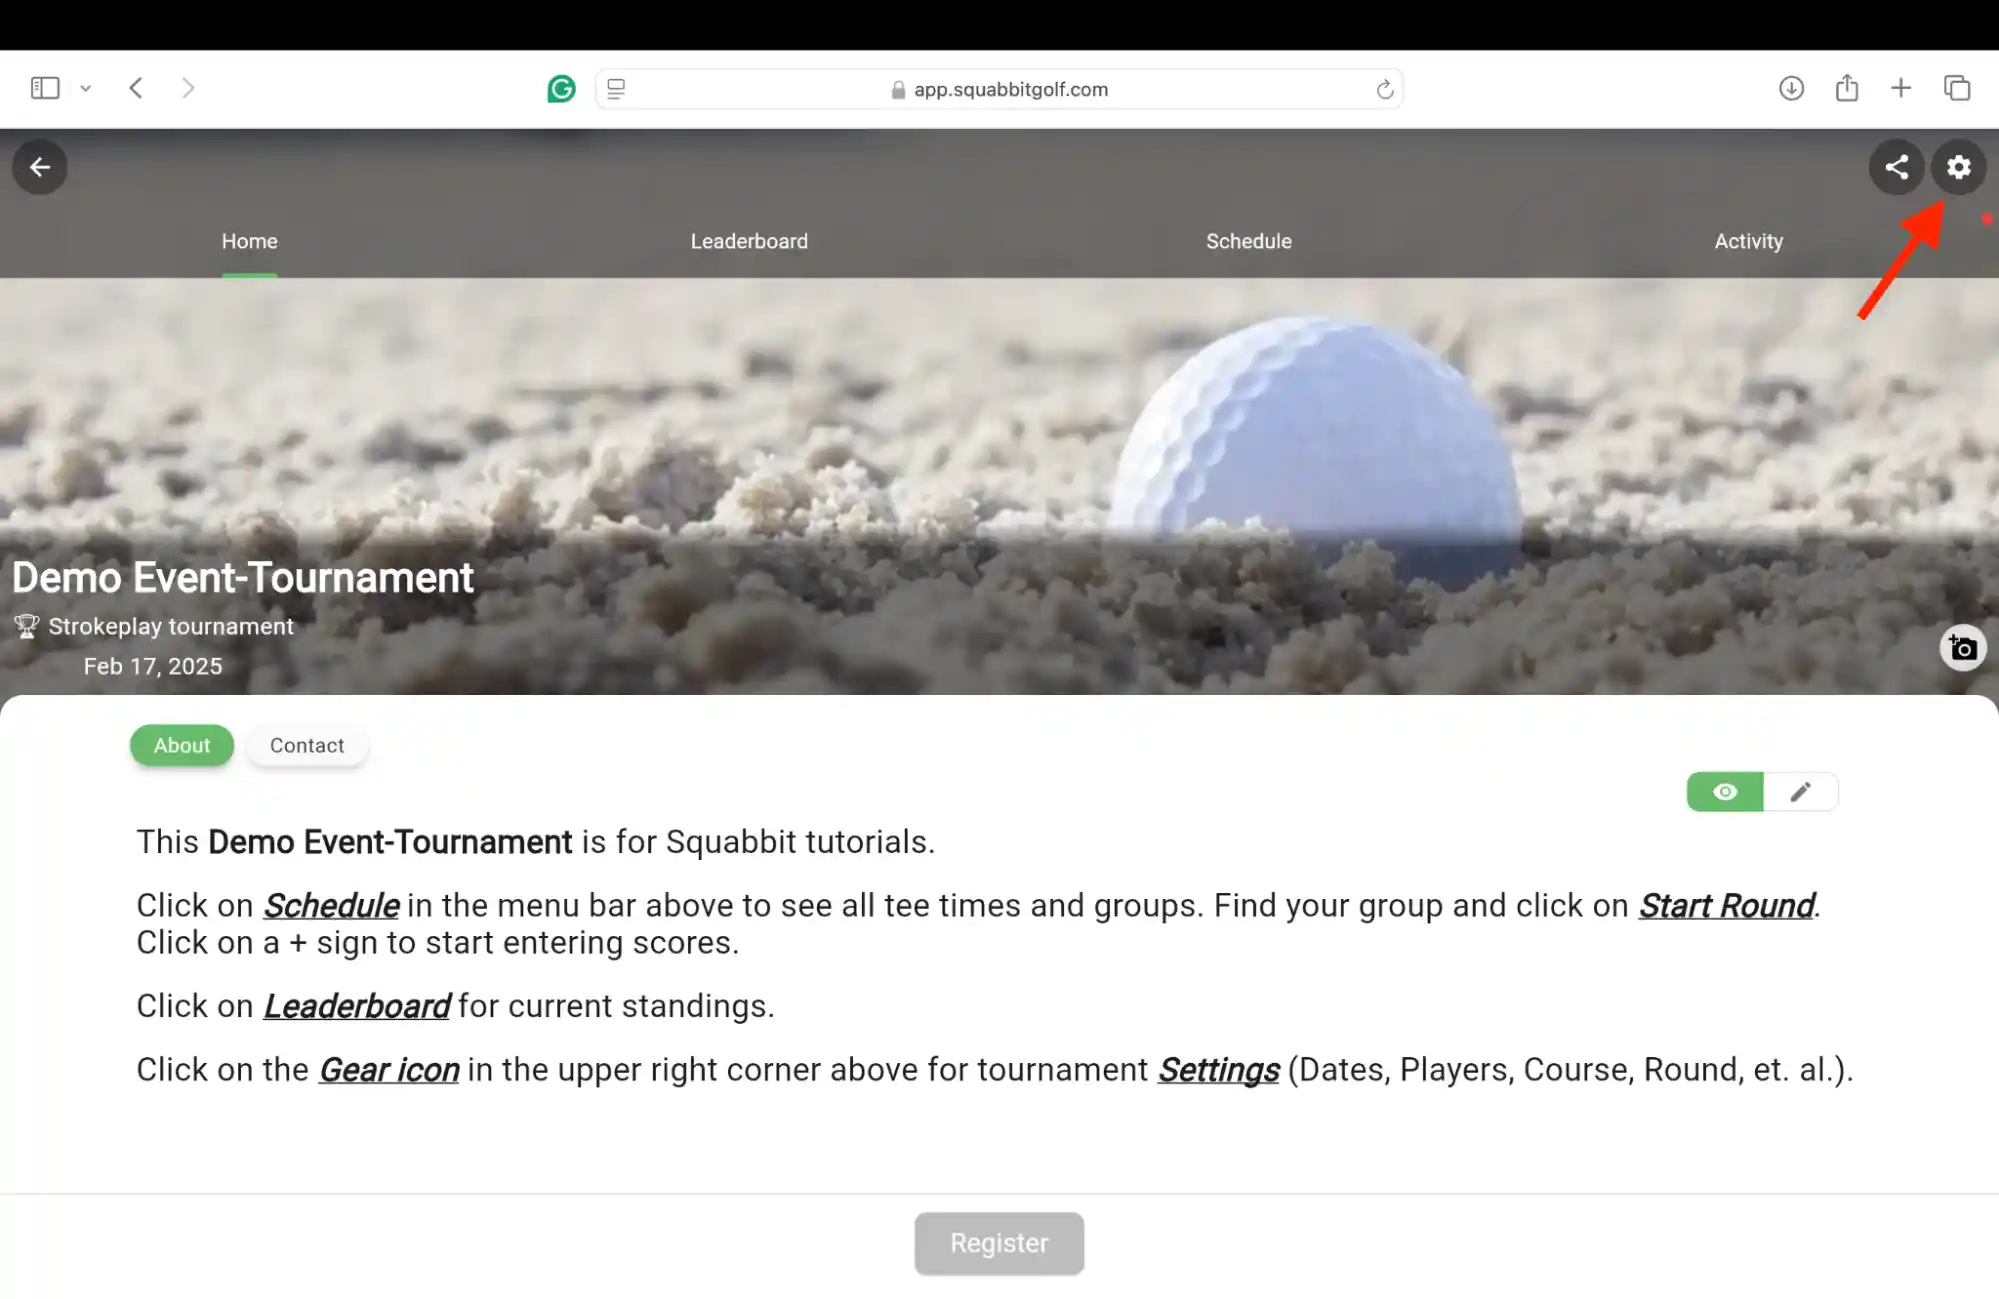 app.squabbitgolf.com
Home
Leaderboard
Schedule
Activity
Demo Event-Tournament
Strokeplay tournament
Feb 17, 2025
About
Contact
This Demo Event-Tournament is for Squabbit tutorials.
Click on Schedule in the menu bar above to see all tee times and groups. Find your group and click on Start Round.
Click on a + sign to start entering scores.
Click on Leaderboard for current standings.
Click on the Gear icon in the upper right corner above for tournament Settings (Dates, Players, Course, Round, et. al.).
Register